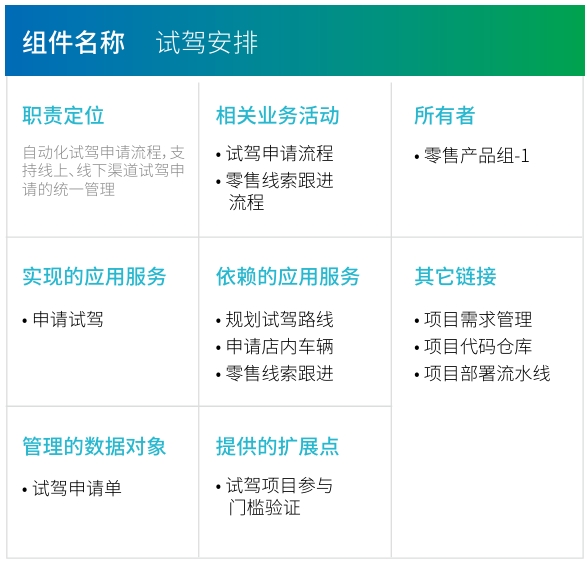 组件名称 试驾安排
职责定位
自动化试驾申请流程，支
持线上、线下渠道试驾申
请的统一管理
相关业务活动
• 试驾申请流程
• 零售线索跟进
流程
所有者
• 零售产品组-1
实现的应用服务
• 申请试驾
依赖的应用服务
• 规划试驾路线
• 申请店内车辆
• 零售线索跟进
其它链接
• 项目需求管理
• 项目代码仓库
• 项目部署流水线
管理的数据对象
• 试驾申请单
提供的扩展点
• 试驾项目参与
门槛验证